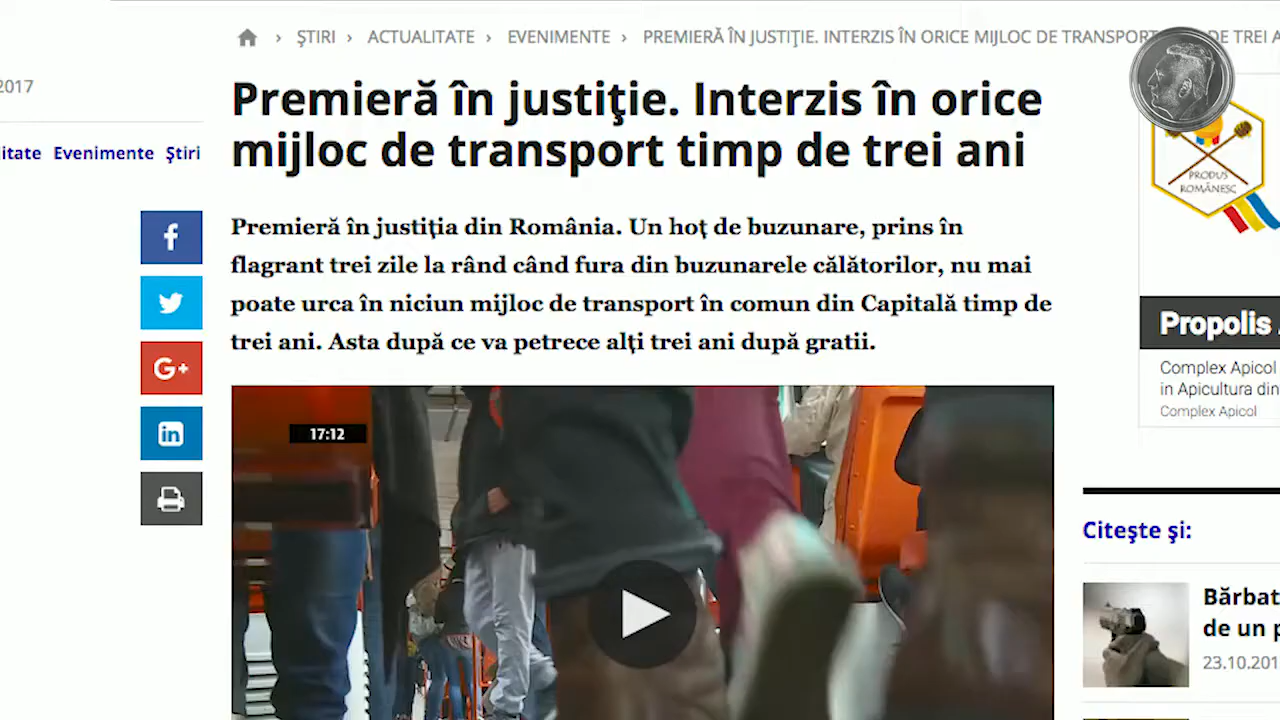 ŞTIRI › ACTUALITATE › EVENIMENTE › PREMIERĂ ÎN JUSTIŢIE. INTERZIS ÎN ORICE MIJLOC DE TRANSPORT DE TREI
2017
Premieră în justiţie. Interzis în orice
mijloc de transport timp de trei ani
itate Evenimente Ştiri
Premieră în justiția din România. Un hoț de buzunare, prins în
flagrant trei zile la rând când fura din buzunarele călătorilor, nu mai
poate urca în niciun mijloc de transport în comun din Capitală timp de
trei ani. Asta după ce va petrece alți trei ani după gratii.
f
G+
in
17:12
PRODUS
ROMÂNESC
Propolis
Complex Apicol
in Apicultura din
Complex Apicol
Citeşte şi:
Bărbat
de un p
23.10.201